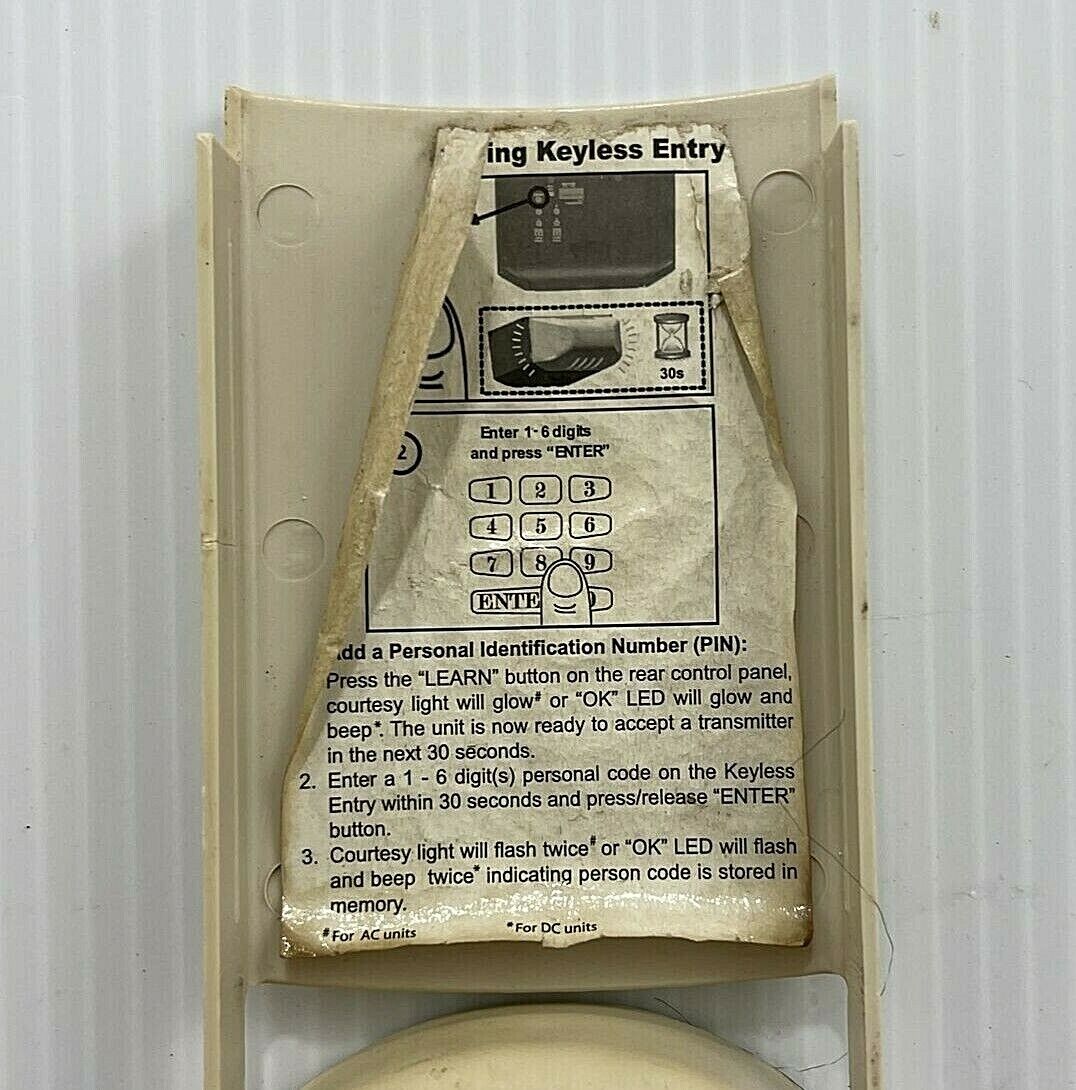 ing Keyless Entry
30s
2
Enter 1- 6 digits
and press “ENTER”
1 2 3
4 5 6
7 8 9
ENTE
dd a Personal Identification Number (PIN):
Press the “LEARN” button on the rear control panel,
courtesy light will glow# or “OK” LED will glow and
beep*. The unit is now ready to accept a transmitter
in the next 30 seconds.
2. Enter a 1 - 6 digit(s) personal code on the Keyless
Entry within 30 seconds and press/release “ENTER”
button.
3. Courtesy light will flash twice# or “OK” LED will flash
and beep twice* indicating person code is stored in
memory.
#For AC units *For DC units